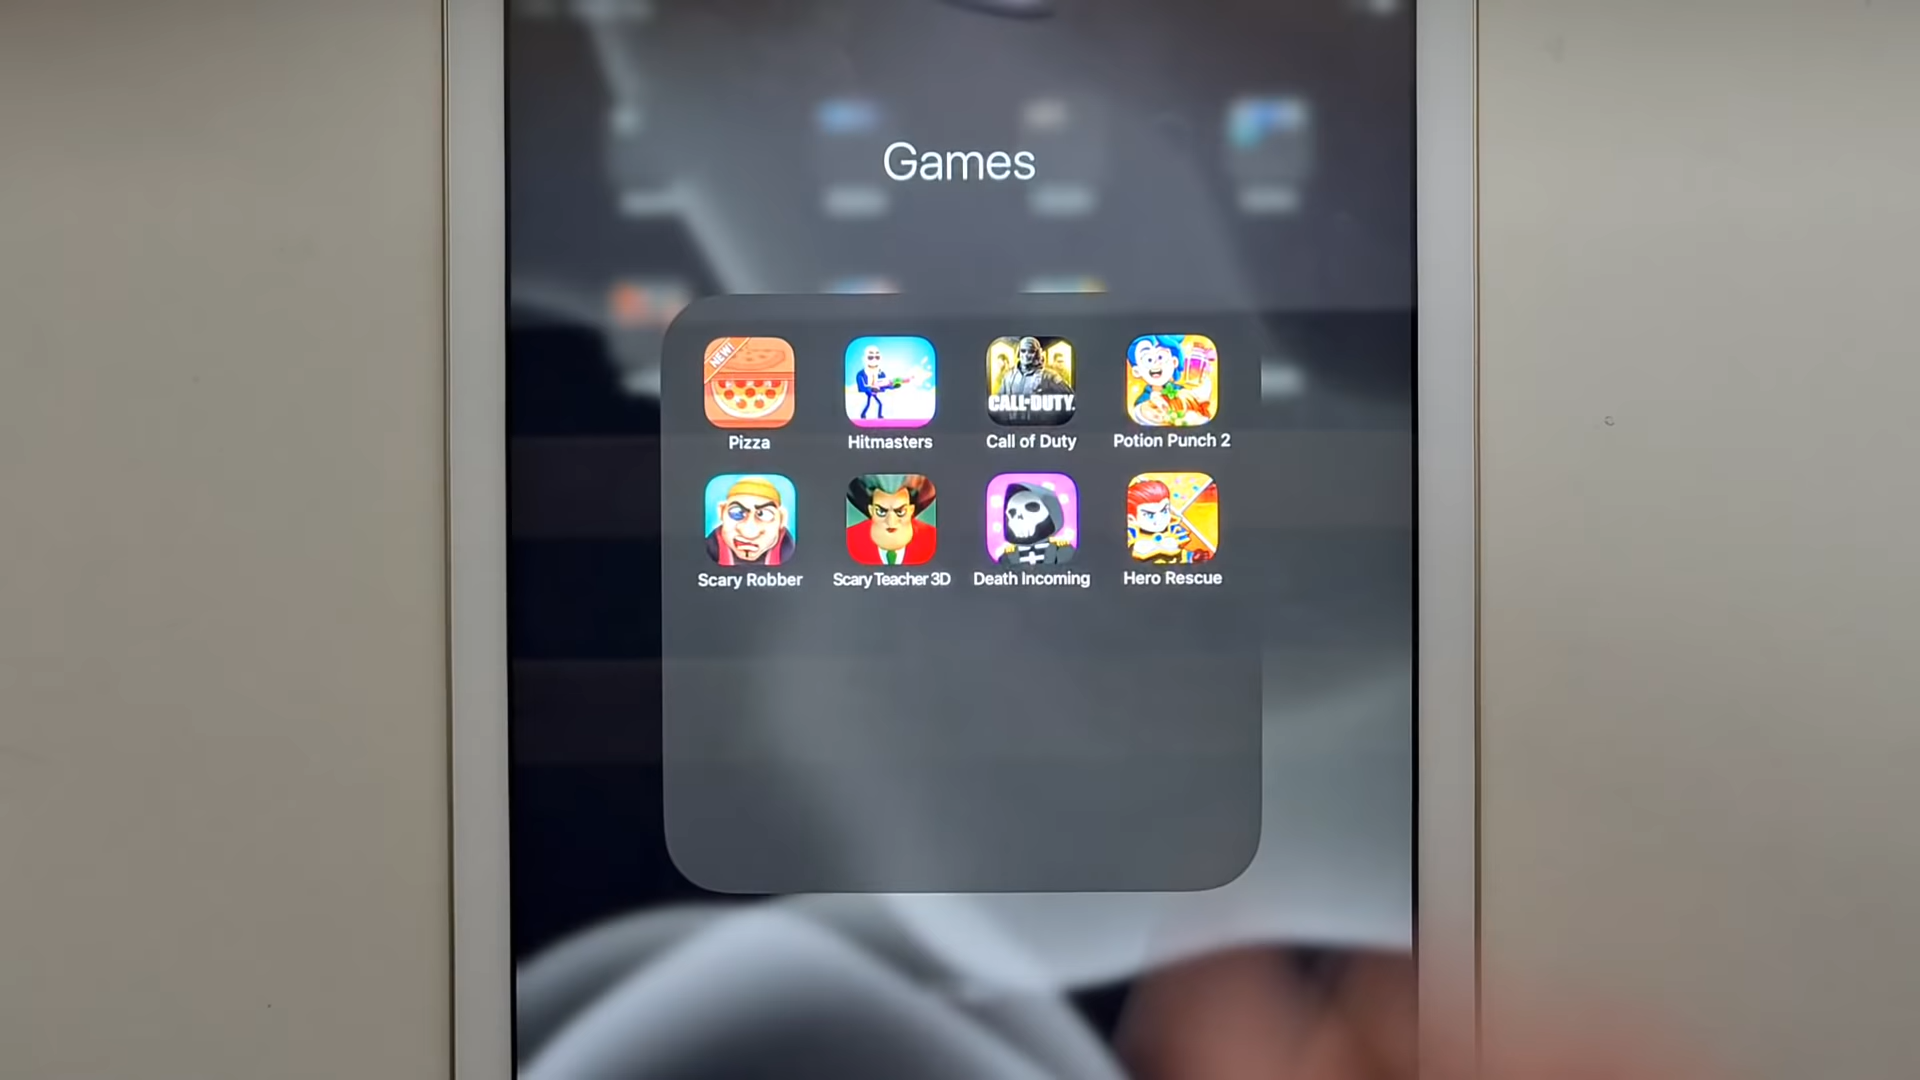 Games
NEW!
CALL OF DUTY.
Pizza
Hitmasters
Call of Duty
Potion Punch 2
Scary Robber
Scary Teacher 3D
Death Incoming
Hero Rescue